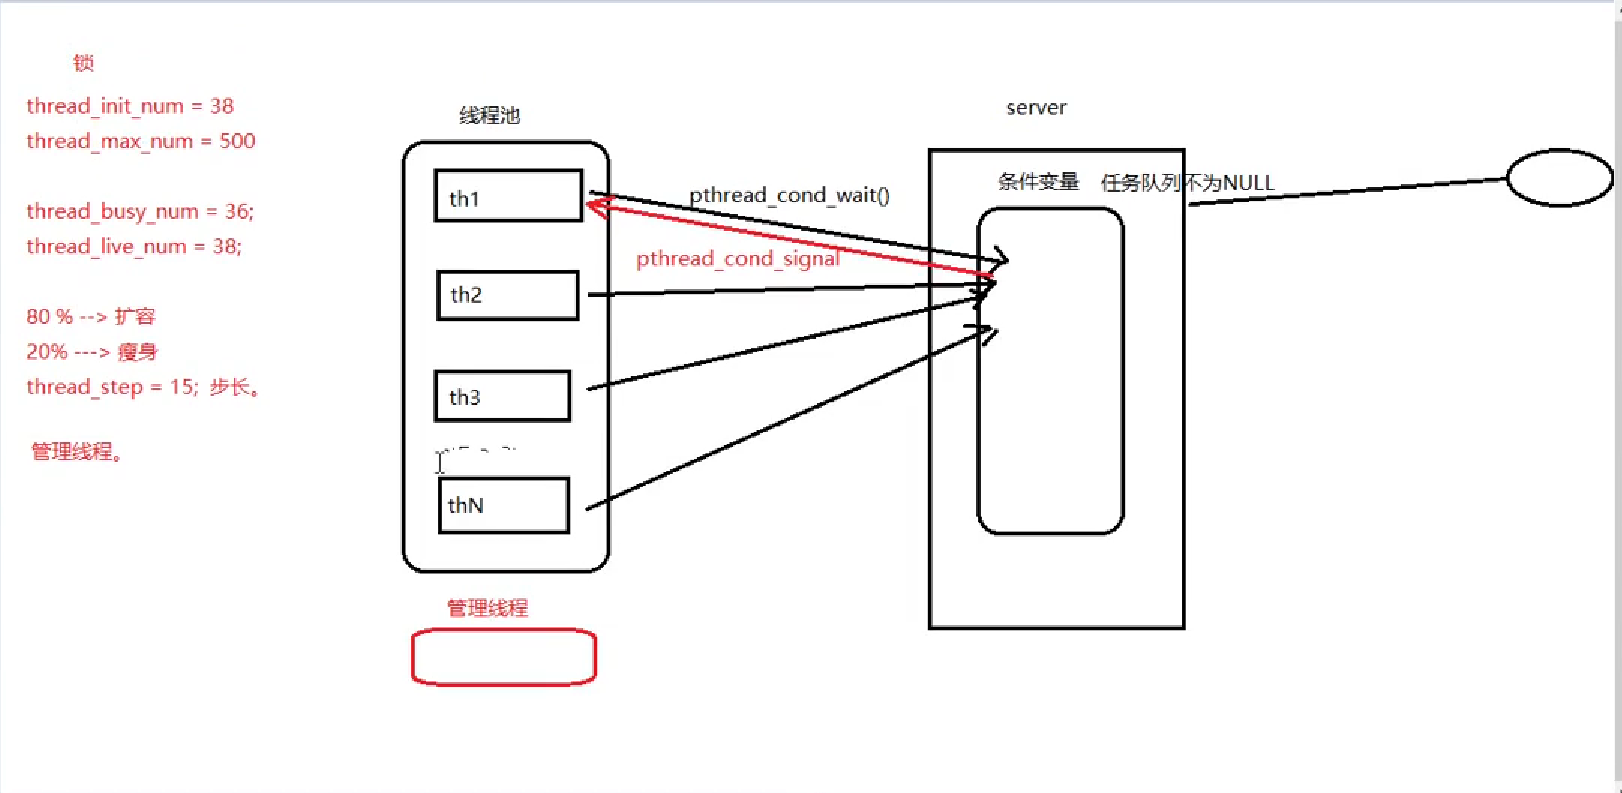 锁
thread_init_num = 38
thread_max_num = 500
thread_busy_num = 36;
thread_live_num = 38;
80 % --> 扩容
20% ---> 瘦身
thread_step = 15; 步长。
管理线程。
线程池
th1
th2
th3
thN
管理线程
pthread_cond_wait()
pthread_cond_signal
server
条件变量 任务队列不为NULL